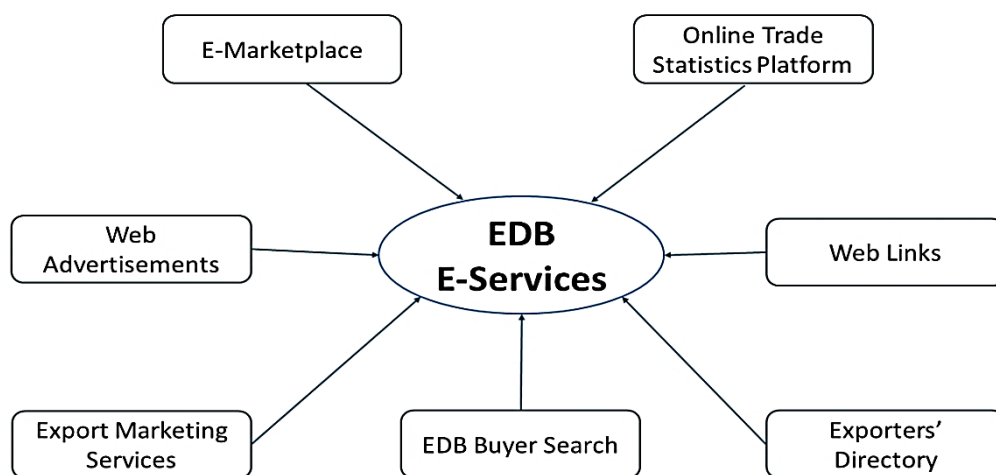 E-Marketplace
Online Trade
Statistics Platform
EDB
E-Services
Web
Advertisements
Web Links
Export Marketing
Services
EDB Buyer Search
Exporters’
Directory